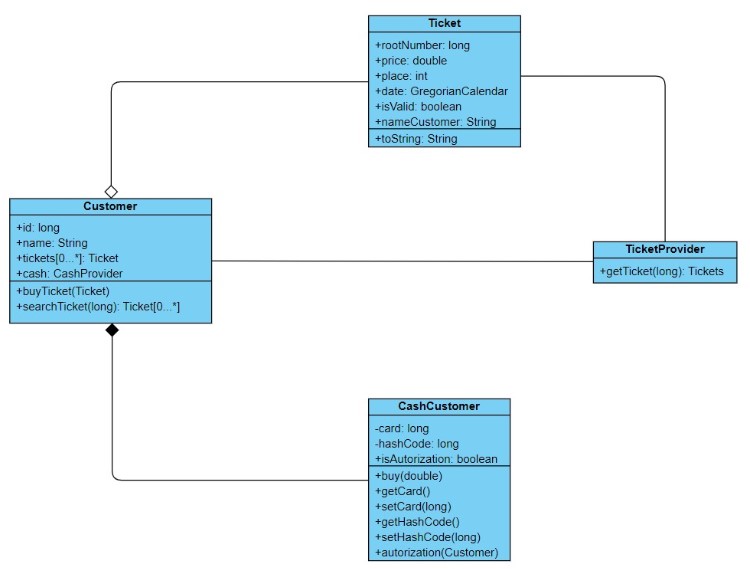 Ticket
+rootNumber: long
+price: double
+place: int
+date: GregorianCalendar
+isValid: boolean
+nameCustomer: String
+toString: String
Customer
+id: long
+name: String
+tickets[0...*]: Ticket
+cash: CashProvider
+buyTicket(Ticket)
+searchTicket(long): Ticket[0...*]
TicketProvider
+getTicket(long): Tickets
CashCustomer
-card: long
-hashCode: long
+isAutorization: boolean
+buy(double)
+getCard()
+setCard(long)
+getHashCode()
+setHashCode(long)
+autorization(Customer)